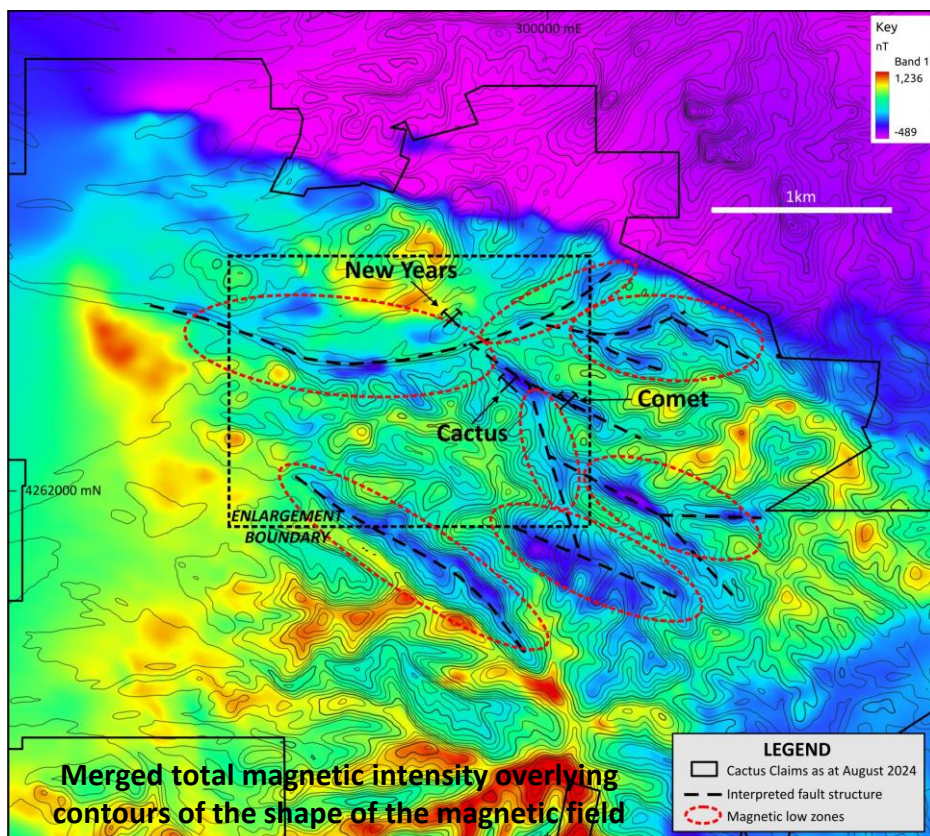 300000 mE
Key
nT
Band 1
1,236
-489
1km
New Years
Comet
Cactus
4262000 mN
ENLARGEMENT
BOUNDARY
LEGEND
Cactus Claims as at August 2024
Interpreted fault structure
Magnetic low zones
Merged total magnetic intensity overlying
contours of the shape of the magnetic field